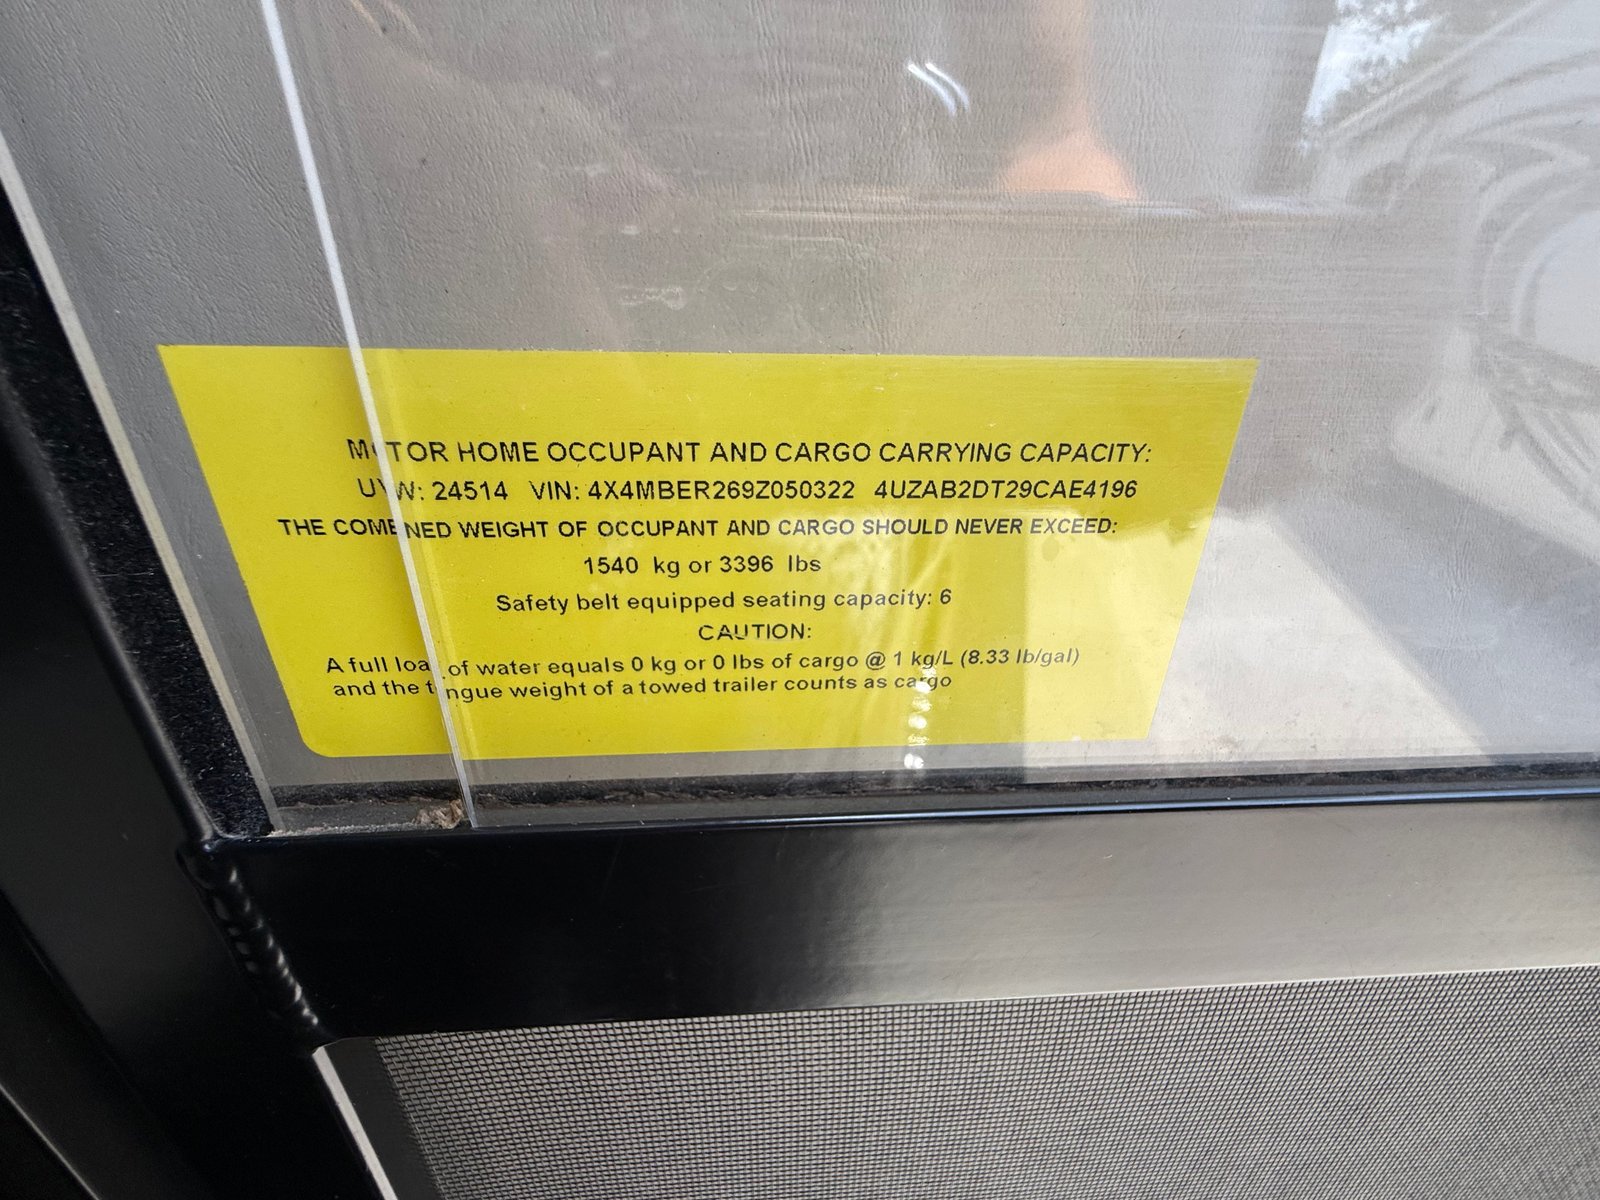 MOTOR HOME OCCUPANT AND CARGO CARRYING CAPACITY:
UVW: 24514 VIN: 4X4MBER269Z050322 4UZAB2DT29CAE4196
THE COMBINED WEIGHT OF OCCUPANT AND CARGO SHOULD NEVER EXCEED:
1540 kg or 3396 lbs
Safety belt equipped seating capacity: 6
CAUTION:
A full load of water equals 0 kg or 0 lbs of cargo @ 1 kg/L (8.33 lb/gal)
and the tongue weight of a towed trailer counts as cargo